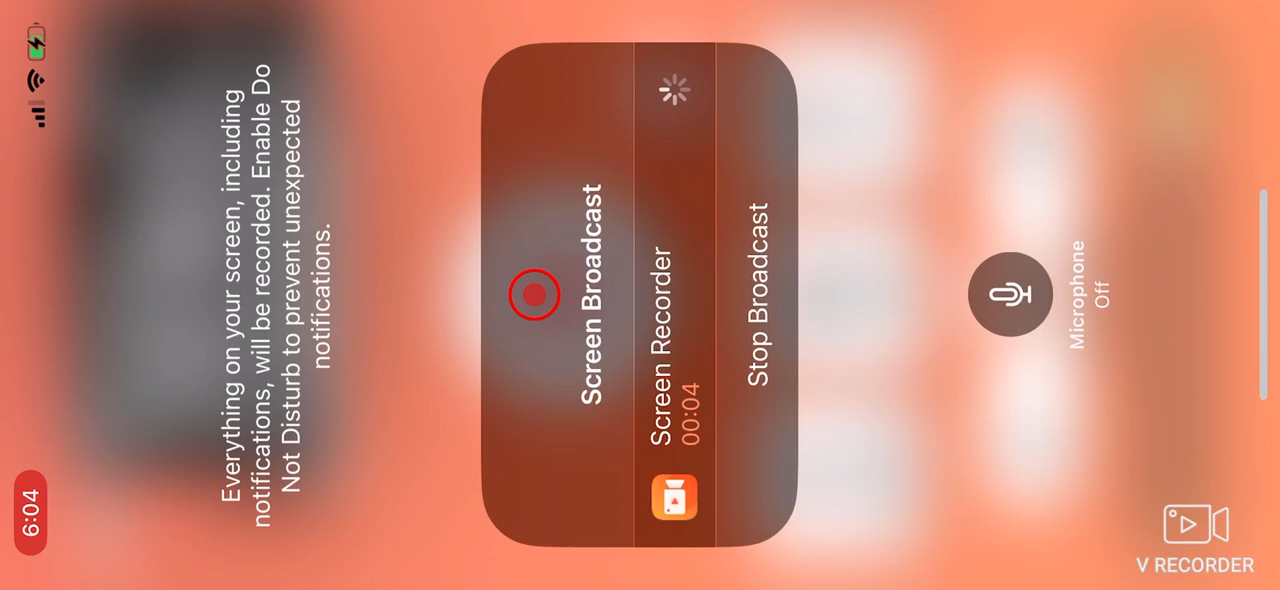 6:04
Everything on your screen, including
notifications, will be recorded. Enable Do
Not Disturb to prevent unexpected
notifications.
Screen Broadcast
Screen Recorder
00:04
Stop Broadcast
Microphone
Off
V RECORDER